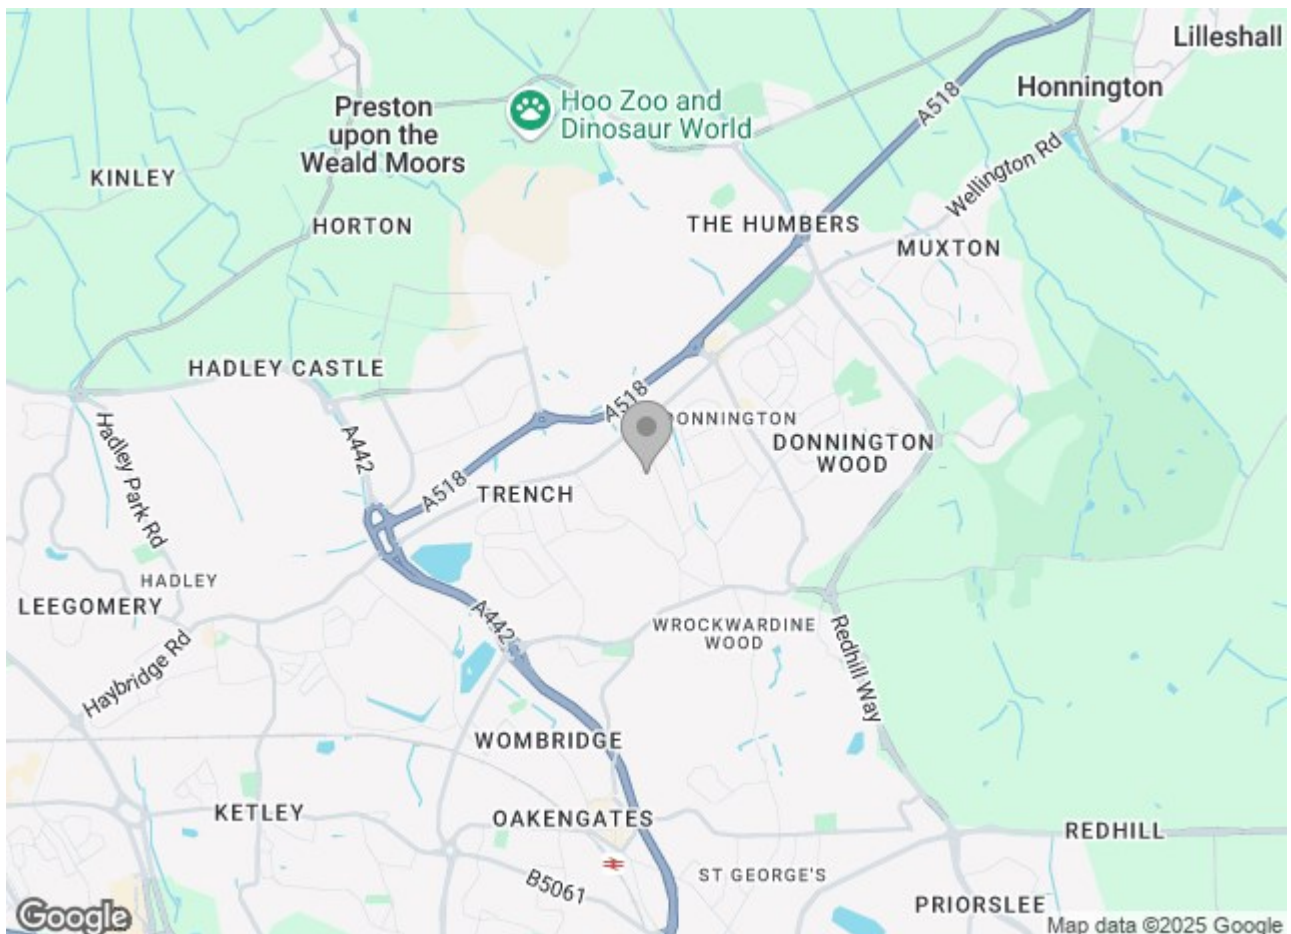 Lilleshall
Honnington
A518
Hoo Zoo and
Dinosaur World
Preston
upon the
Weald Moors
KINLEY
Wellington Rd
HORTON
THE HUMBERS
MUXTON
HADLEY CASTLE
A518
DONNINGTON
DONNINGTON
WOOD
Hadley Park Rd
A442
A518
TRENCH
HADLEY
LEEGOMERY
A442
WROCKWARDINE
WOOD
Haybridge Rd
Redhill Way
WOMBRIDGE
KETLEY
OAKENGATES
REDHILL
B5061
ST GEORGE'S
PRIORSLEE
Google
Map data ©2025 Google